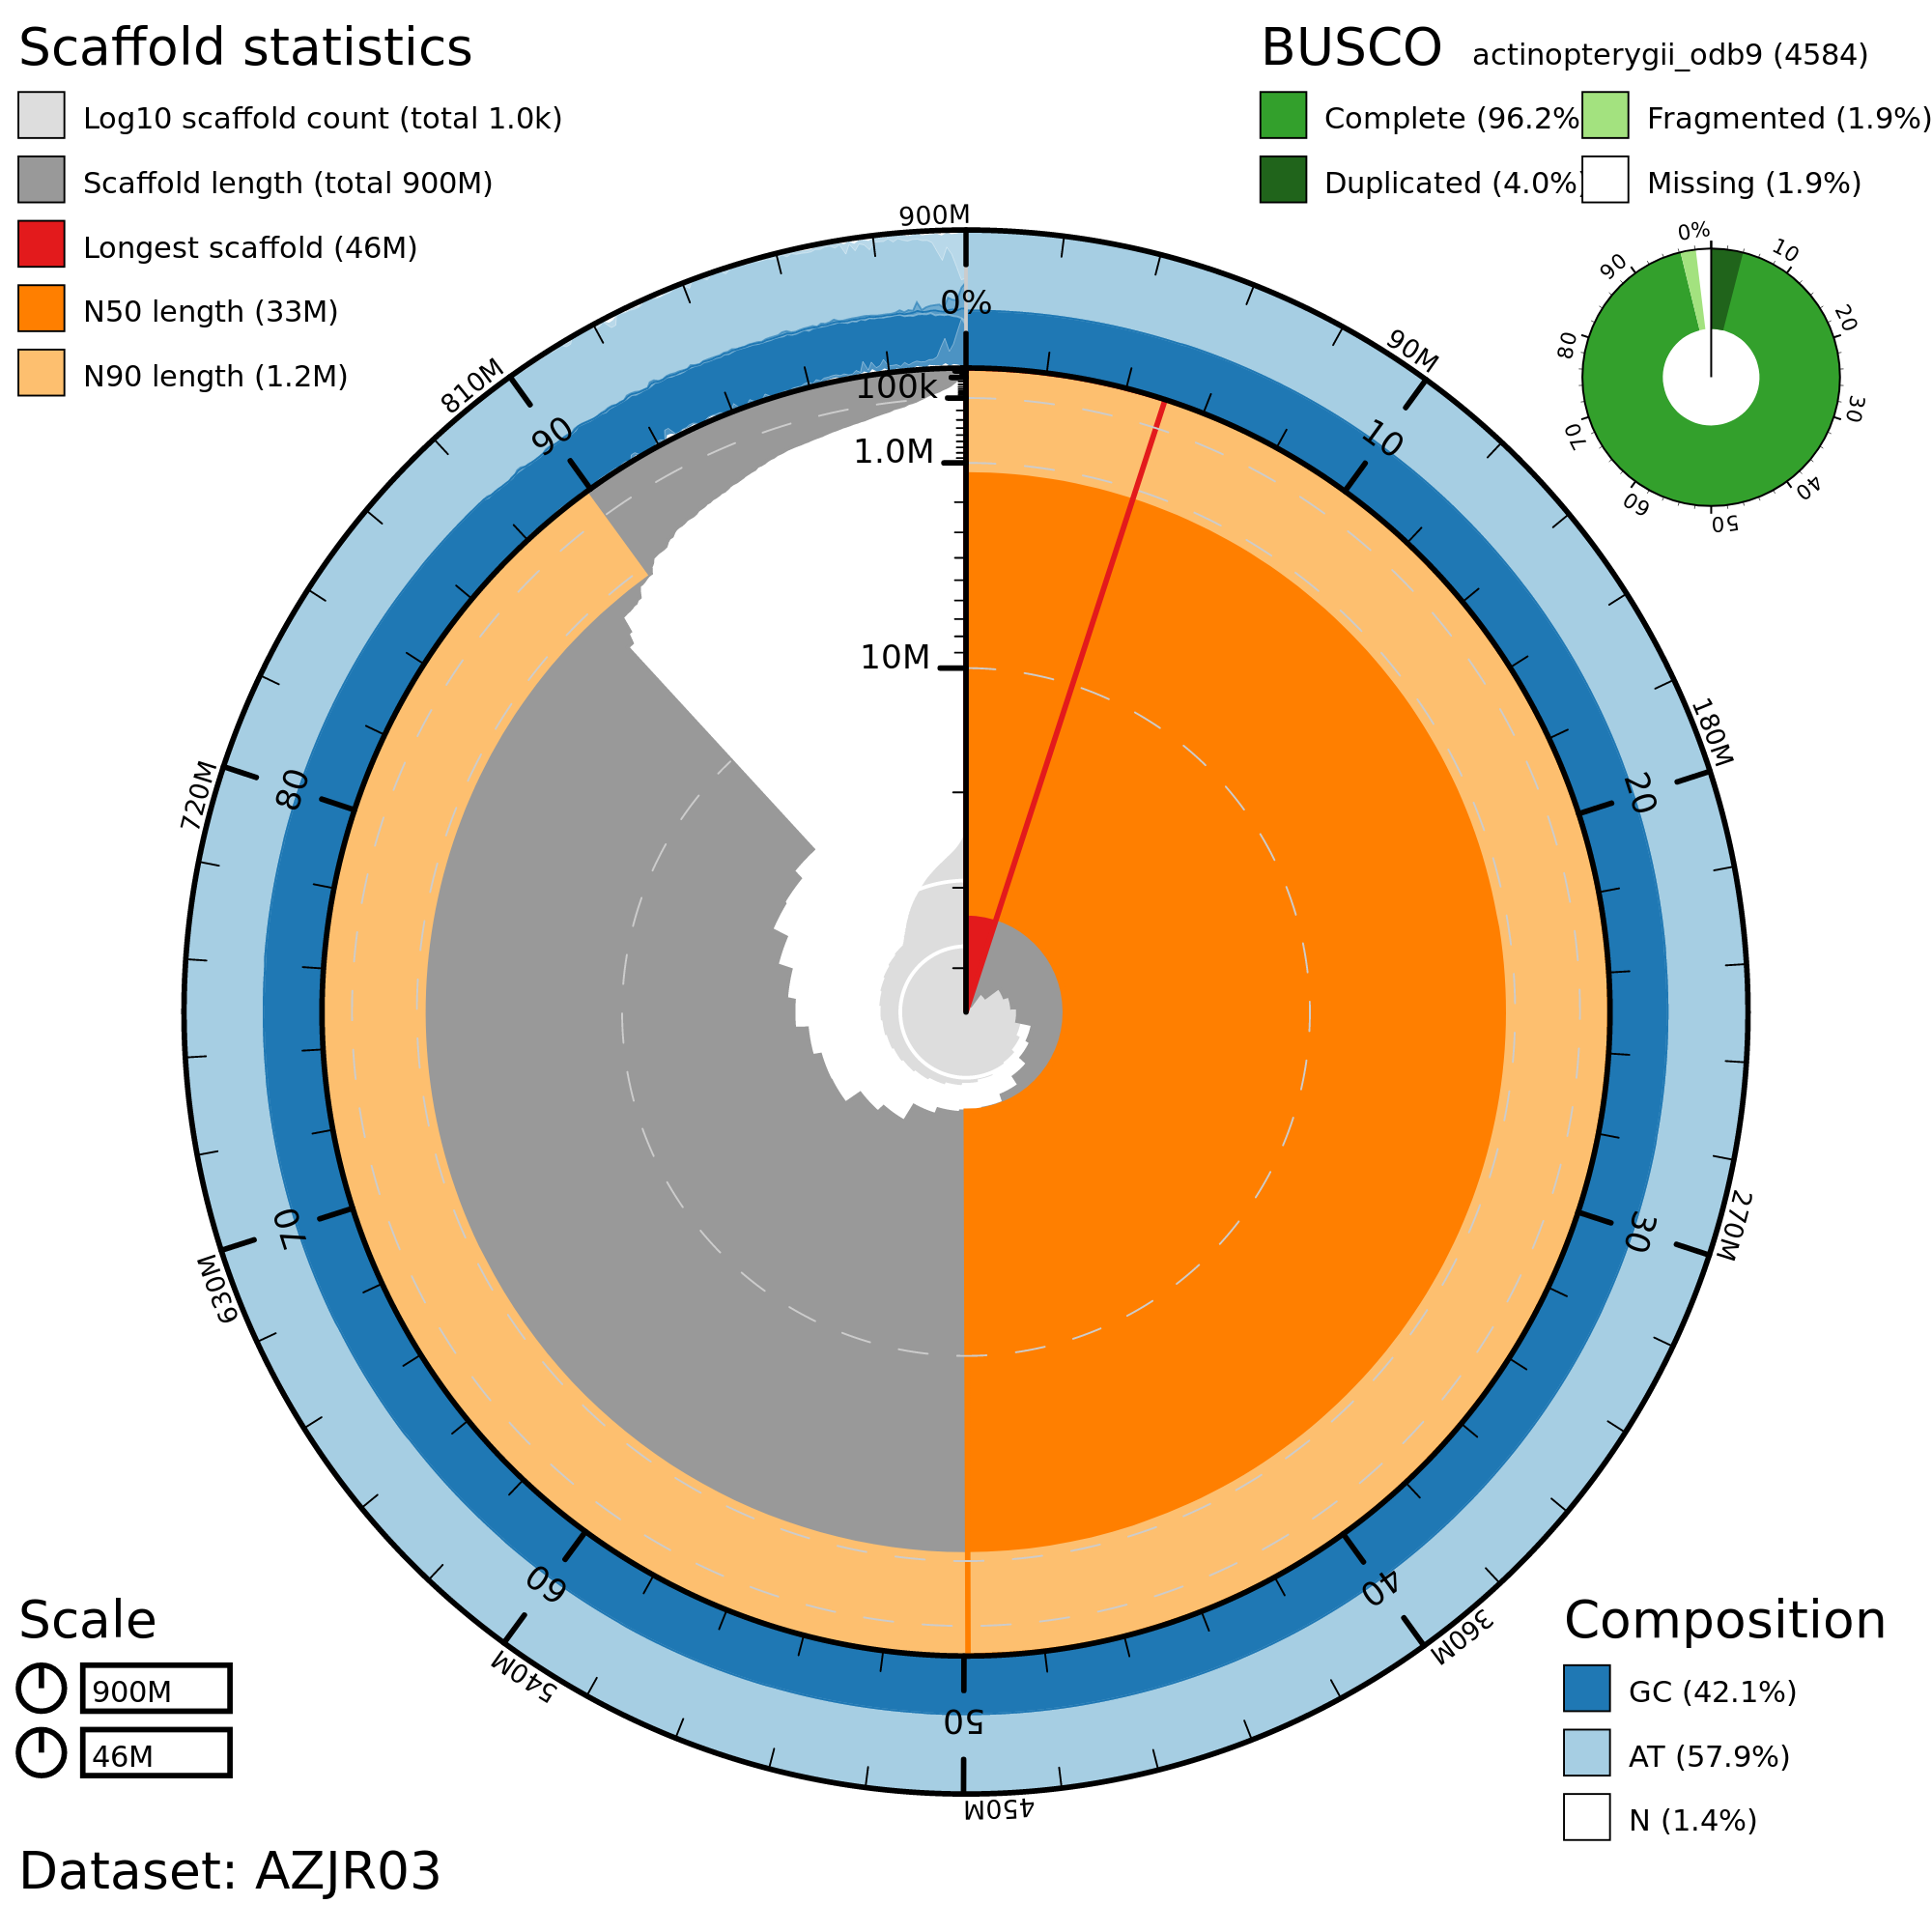 Scaffold statistics
Log10 scaffold count (total 1.0k)
Scaffold length (total 900M)
Longest scaffold (46M)
N50 length (33M)
N90 length (1.2M)
BUSCO actinopterygii_odb9 (4584)
Complete (96.2% Fragmented (1.9%)
Duplicated (4.0%) Missing (1.9%)
0%
10
20
30
40
50
60
70
80
90
900M
90M
180M
270M
360M
450M
540M
630M
720M
810M
0%
10
20
30
40
50
60
70
80
90
100k
1.0M
10M
Scale
900M
46M
Composition
GC (42.1%)
AT (57.9%)
N (1.4%)
Dataset: AZJR03